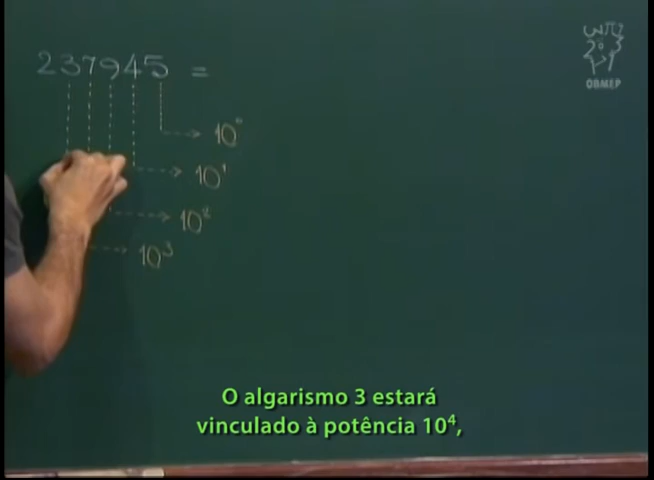 237945 =
10⁰
10¹
10²
10³
OBMEP
O algarismo 3 estará
vinculado à potência 10⁴,